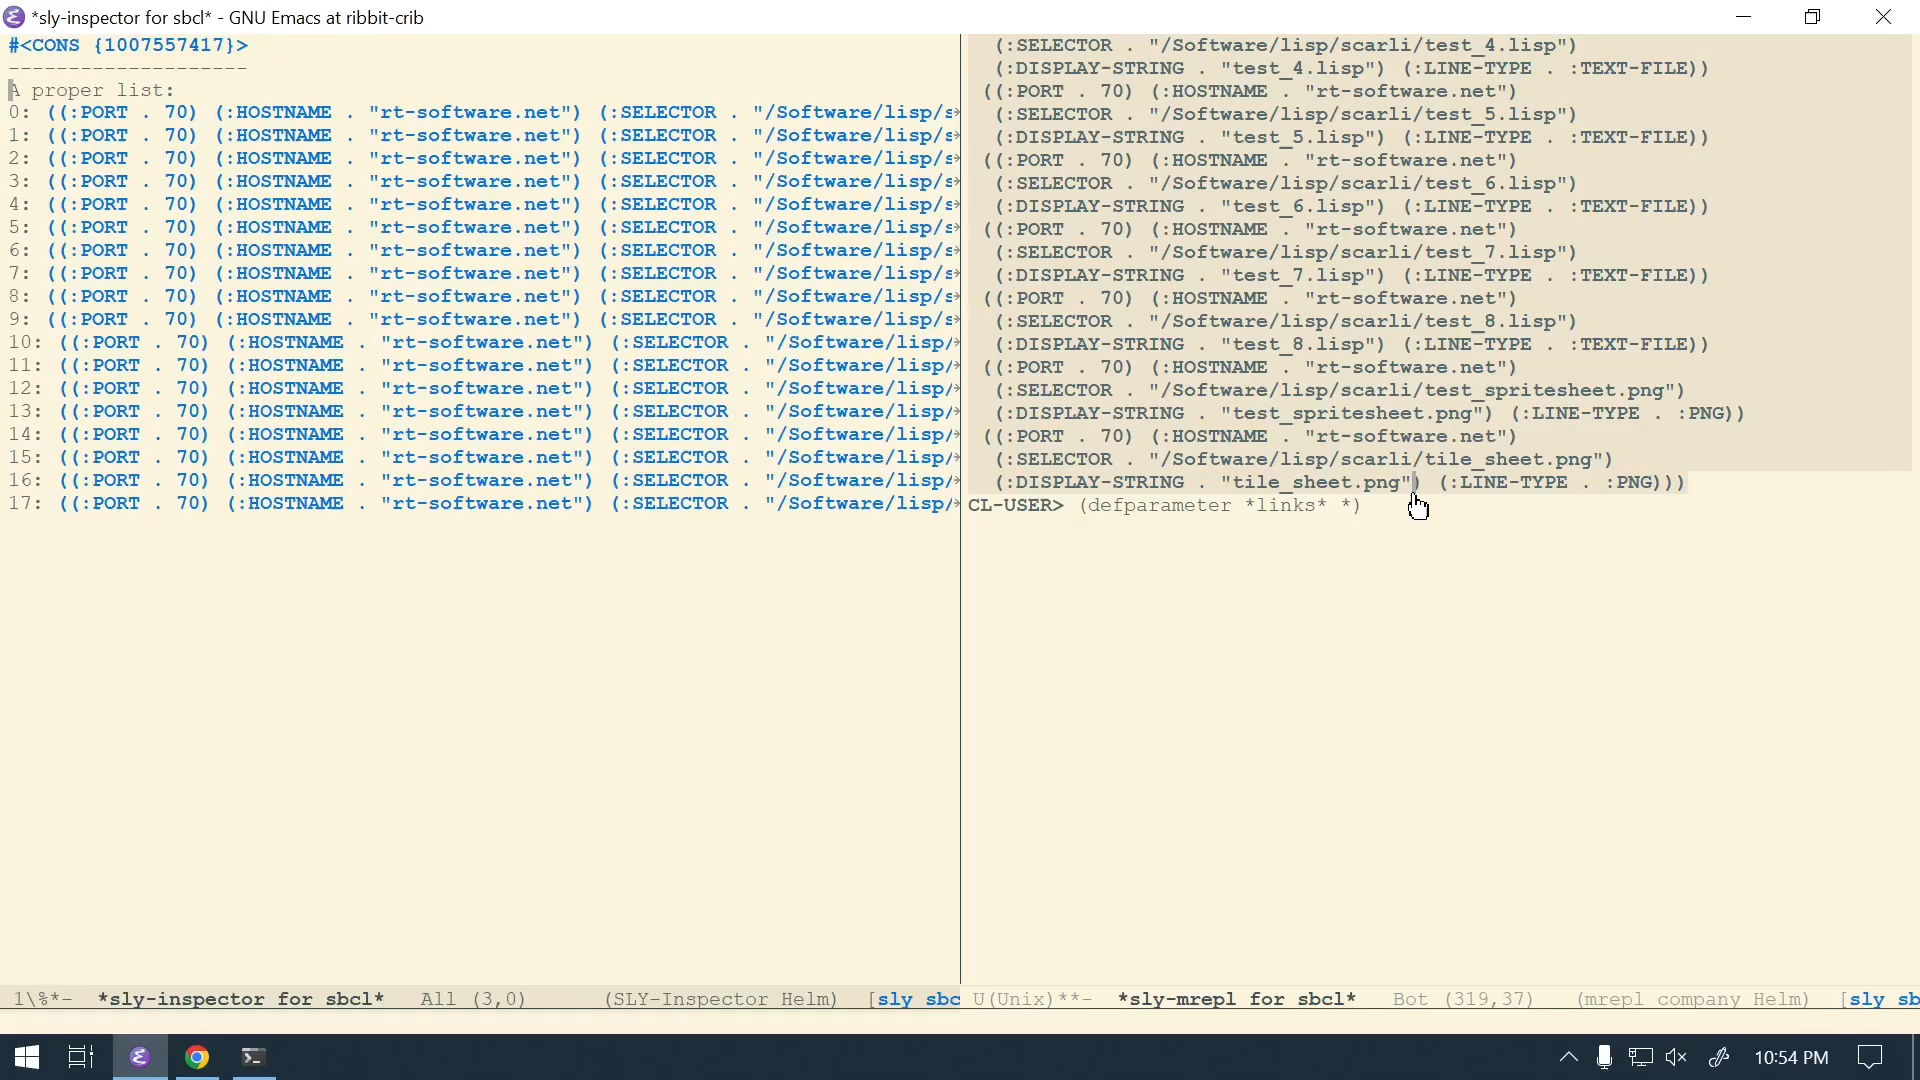 *sly-inspector for sbcl* - GNU Emacs at ribbit-crib
#<CONS {1007557417}>
--------------------
A proper list:
0: ((:PORT . 70) (:HOSTNAME . "rt-software.net") (:SELECTOR . "/Software/lisp/s
1: ((:PORT . 70) (:HOSTNAME . "rt-software.net") (:SELECTOR . "/Software/lisp/s
2: ((:PORT . 70) (:HOSTNAME . "rt-software.net") (:SELECTOR . "/Software/lisp/s
3: ((:PORT . 70) (:HOSTNAME . "rt-software.net") (:SELECTOR . "/Software/lisp/s
4: ((:PORT . 70) (:HOSTNAME . "rt-software.net") (:SELECTOR . "/Software/lisp/s
5: ((:PORT . 70) (:HOSTNAME . "rt-software.net") (:SELECTOR . "/Software/lisp/s
6: ((:PORT . 70) (:HOSTNAME . "rt-software.net") (:SELECTOR . "/Software/lisp/s
7: ((:PORT . 70) (:HOSTNAME . "rt-software.net") (:SELECTOR . "/Software/lisp/s
8: ((:PORT . 70) (:HOSTNAME . "rt-software.net") (:SELECTOR . "/Software/lisp/s
9: ((:PORT . 70) (:HOSTNAME . "rt-software.net") (:SELECTOR . "/Software/lisp/s
10: ((:PORT . 70) (:HOSTNAME . "rt-software.net") (:SELECTOR . "/Software/lisp/
11: ((:PORT . 70) (:HOSTNAME . "rt-software.net") (:SELECTOR . "/Software/lisp/
12: ((:PORT . 70) (:HOSTNAME . "rt-software.net") (:SELECTOR . "/Software/lisp/
13: ((:PORT . 70) (:HOSTNAME . "rt-software.net") (:SELECTOR . "/Software/lisp/
14: ((:PORT . 70) (:HOSTNAME . "rt-software.net") (:SELECTOR . "/Software/lisp/
15: ((:PORT . 70) (:HOSTNAME . "rt-software.net") (:SELECTOR . "/Software/lisp/
16: ((:PORT . 70) (:HOSTNAME . "rt-software.net") (:SELECTOR . "/Software/lisp/
17: ((:PORT . 70) (:HOSTNAME . "rt-software.net") (:SELECTOR . "/Software/lisp/
1\%*- *sly-inspector for sbcl* All (3,0) (SLY-Inspector Helm) [sly sbc
(:SELECTOR . "/Software/lisp/scarli/test_4.lisp")
(:DISPLAY-STRING . "test_4.lisp") (:LINE-TYPE . :TEXT-FILE))
((:PORT . 70) (:HOSTNAME . "rt-software.net")
(:SELECTOR . "/Software/lisp/scarli/test_5.lisp")
(:DISPLAY-STRING . "test_5.lisp") (:LINE-TYPE . :TEXT-FILE))
((:PORT . 70) (:HOSTNAME . "rt-software.net")
(:SELECTOR . "/Software/lisp/scarli/test_6.lisp")
(:DISPLAY-STRING . "test_6.lisp") (:LINE-TYPE . :TEXT-FILE))
((:PORT . 70) (:HOSTNAME . "rt-software.net")
(:SELECTOR . "/Software/lisp/scarli/test_7.lisp")
(:DISPLAY-STRING . "test_7.lisp") (:LINE-TYPE . :TEXT-FILE))
((:PORT . 70) (:HOSTNAME . "rt-software.net")
(:SELECTOR . "/Software/lisp/scarli/test_8.lisp")
(:DISPLAY-STRING . "test_8.lisp") (:LINE-TYPE . :TEXT-FILE))
((:PORT . 70) (:HOSTNAME . "rt-software.net")
(:SELECTOR . "/Software/lisp/scarli/test_spritesheet.png")
(:DISPLAY-STRING . "test_spritesheet.png") (:LINE-TYPE . :PNG))
((:PORT . 70) (:HOSTNAME . "rt-software.net")
(:SELECTOR . "/Software/lisp/scarli/tile_sheet.png")
(:DISPLAY-STRING . "tile_sheet.png") (:LINE-TYPE . :PNG)))
CL-USER> (defparameter *links* *)
U(Unix)**- *sly-mrepl for sbcl* Bot (319,37) (mrepl company Helm) [sly sb
10:54 PM